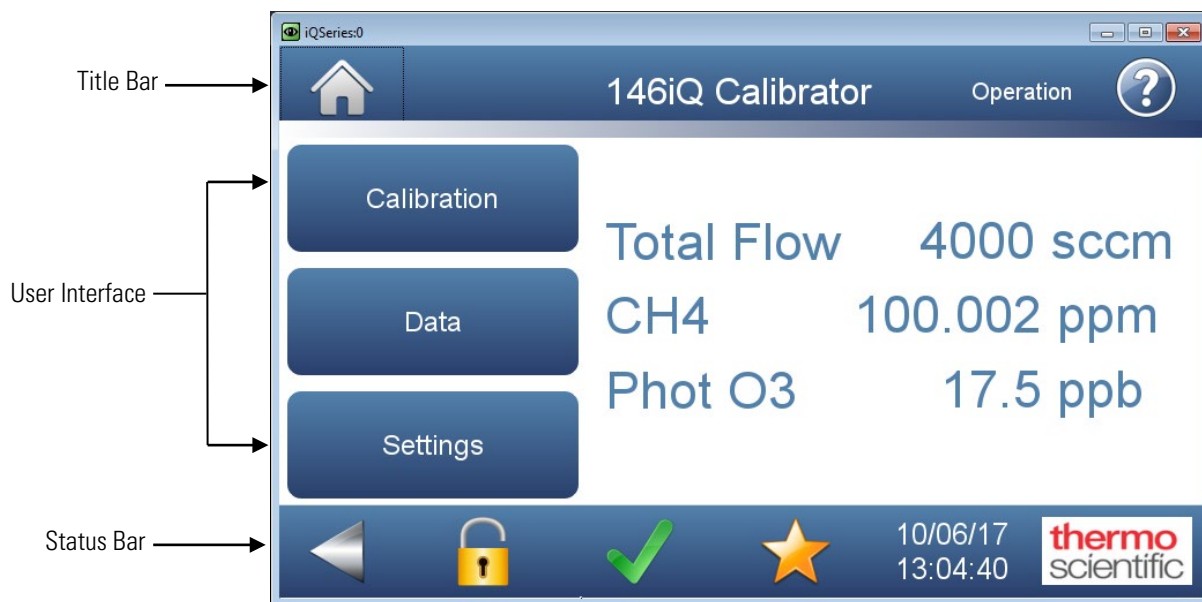 iQSeries:0
Title Bar
146iQ Calibrator Operation ?
Calibration
Total Flow 4000 sccm
User Interface
Data
CH4 100.002 ppm
Phot O3 17.5 ppb
Settings
Status Bar
10/06/17
13:04:40
thermo
scientific